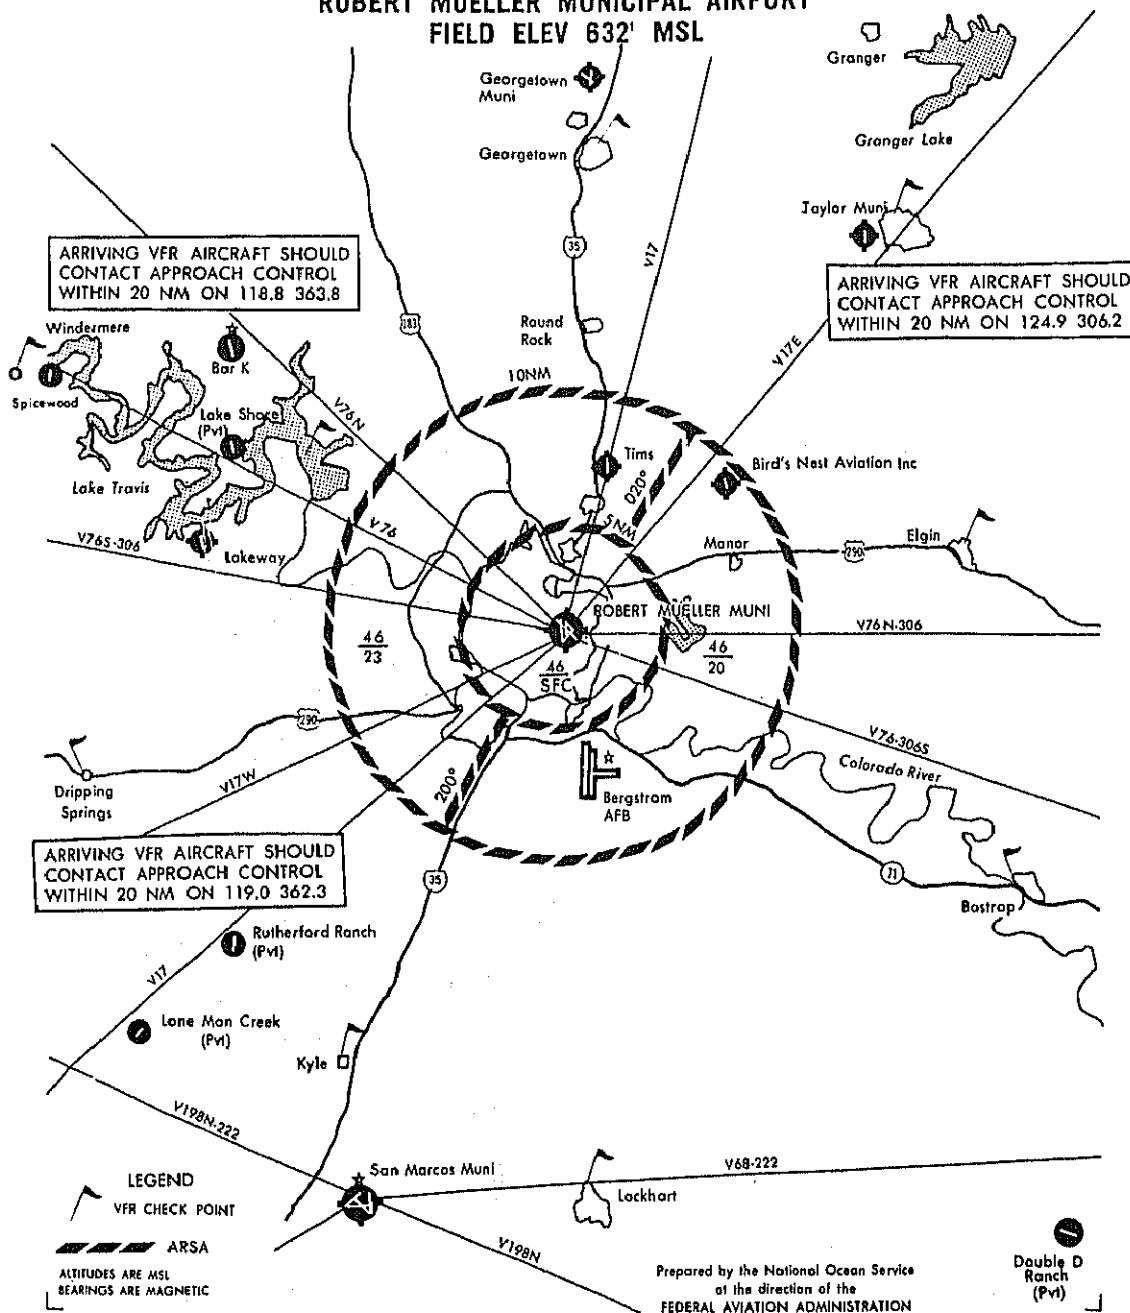 ROBERT MUELLER MUNICIPAL AIRPORT
FIELD ELEV 632' MSL
Georgetown
Muni
Granger
Georgetown
Granger Lake
Taylor Muni
35
V17
ARRIVING VFR AIRCRAFT SHOULD
CONTACT APPROACH CONTROL
WITHIN 20 NM ON 118.8 363.8
ARRIVING VFR AIRCRAFT SHOULD
CONTACT APPROACH CONTROL
WITHIN 20 NM ON 124.9 306.2
183
Round
Rock
Windermere
Bar K
V17E
10NM
Spicewood
V76N
Lake Shore
(Pvt)
Tims
Bird's Nest Aviation Inc
020°
Lake Travis
V76
5NM
V76S-306
Lakeway
Manor
290
Elgin
ROBERT MUELLER MUNI
V76N-306
46
23
46
SFC
46
20
290
V76-306S
Colorado River
V17W
200°
Dripping
Springs
Bergstrom
AFB
ARRIVING VFR AIRCRAFT SHOULD
CONTACT APPROACH CONTROL
WITHIN 20 NM ON 119.0 362.3
35
71
Bastrop
Rutherford Ranch
(Pvt)
V17
Lone Man Creek
(Pvt)
Kyle
V198N-222
San Marcos Muni
V68-222
LEGEND
VFR CHECK POINT
Lockhart
ARSA
V198N
ALTITUDES ARE MSL
BEARINGS ARE MAGNETIC
Prepared by the National Ocean Service
at the direction of the
FEDERAL AVIATION ADMINISTRATION
Double D
Ranch
(Pvt)